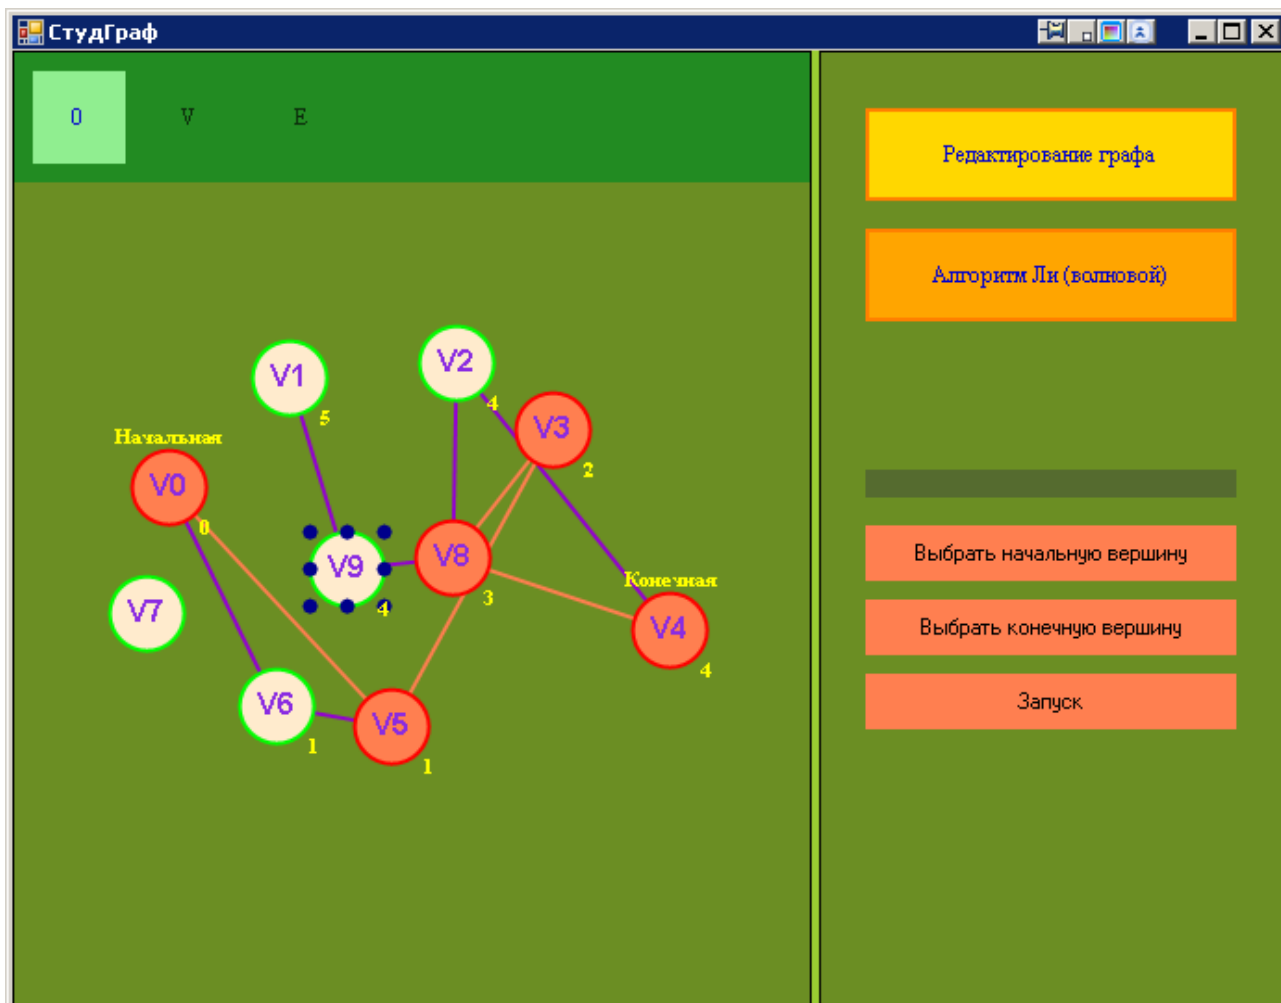 СтудГраф
0 V E
Редактирование графа
Алгоритм Ли (волновой)
V1
5
V2
4
V3
2
Начальная
V0
0
V9
4
V8
3
Конечная
V4
4
V7
V6
1
V5
1
Выбрать начальную вершину
Выбрать конечную вершину
Запуск